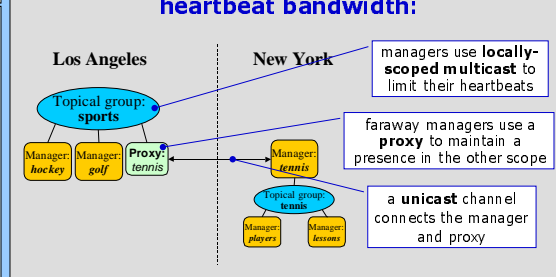 heartbeat bandwidth:
Los Angeles
New York
managers use locally-
scoped multicast to
limit their heartbeats
Topical group:
sports
faraway managers use a
proxy to maintain a
presence in the other scope
Manager:
hockey
Manager:
golf
Proxy:
tennis
Manager:
tennis
a unicast channel
connects the manager
and proxy
Topical group:
tennis
Manager:
players
Manager:
lessons